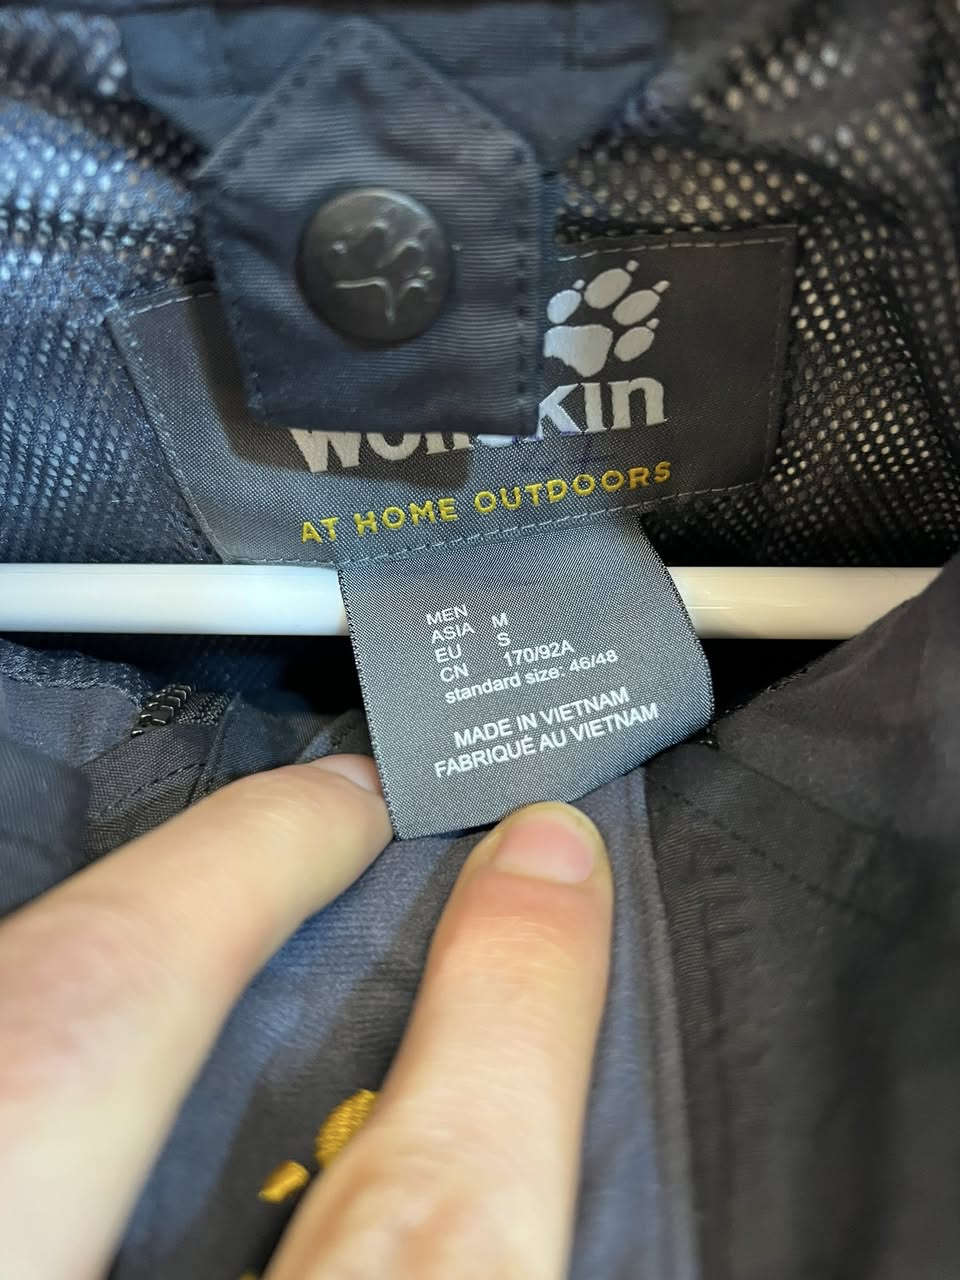 Wolfskin
AT HOME OUTDOORS
MEN
ASIA M
EU S
CN 170/92A
standard size: 46/48
MADE IN VIETNAM
FABRIQUÉ AU VIETNAM